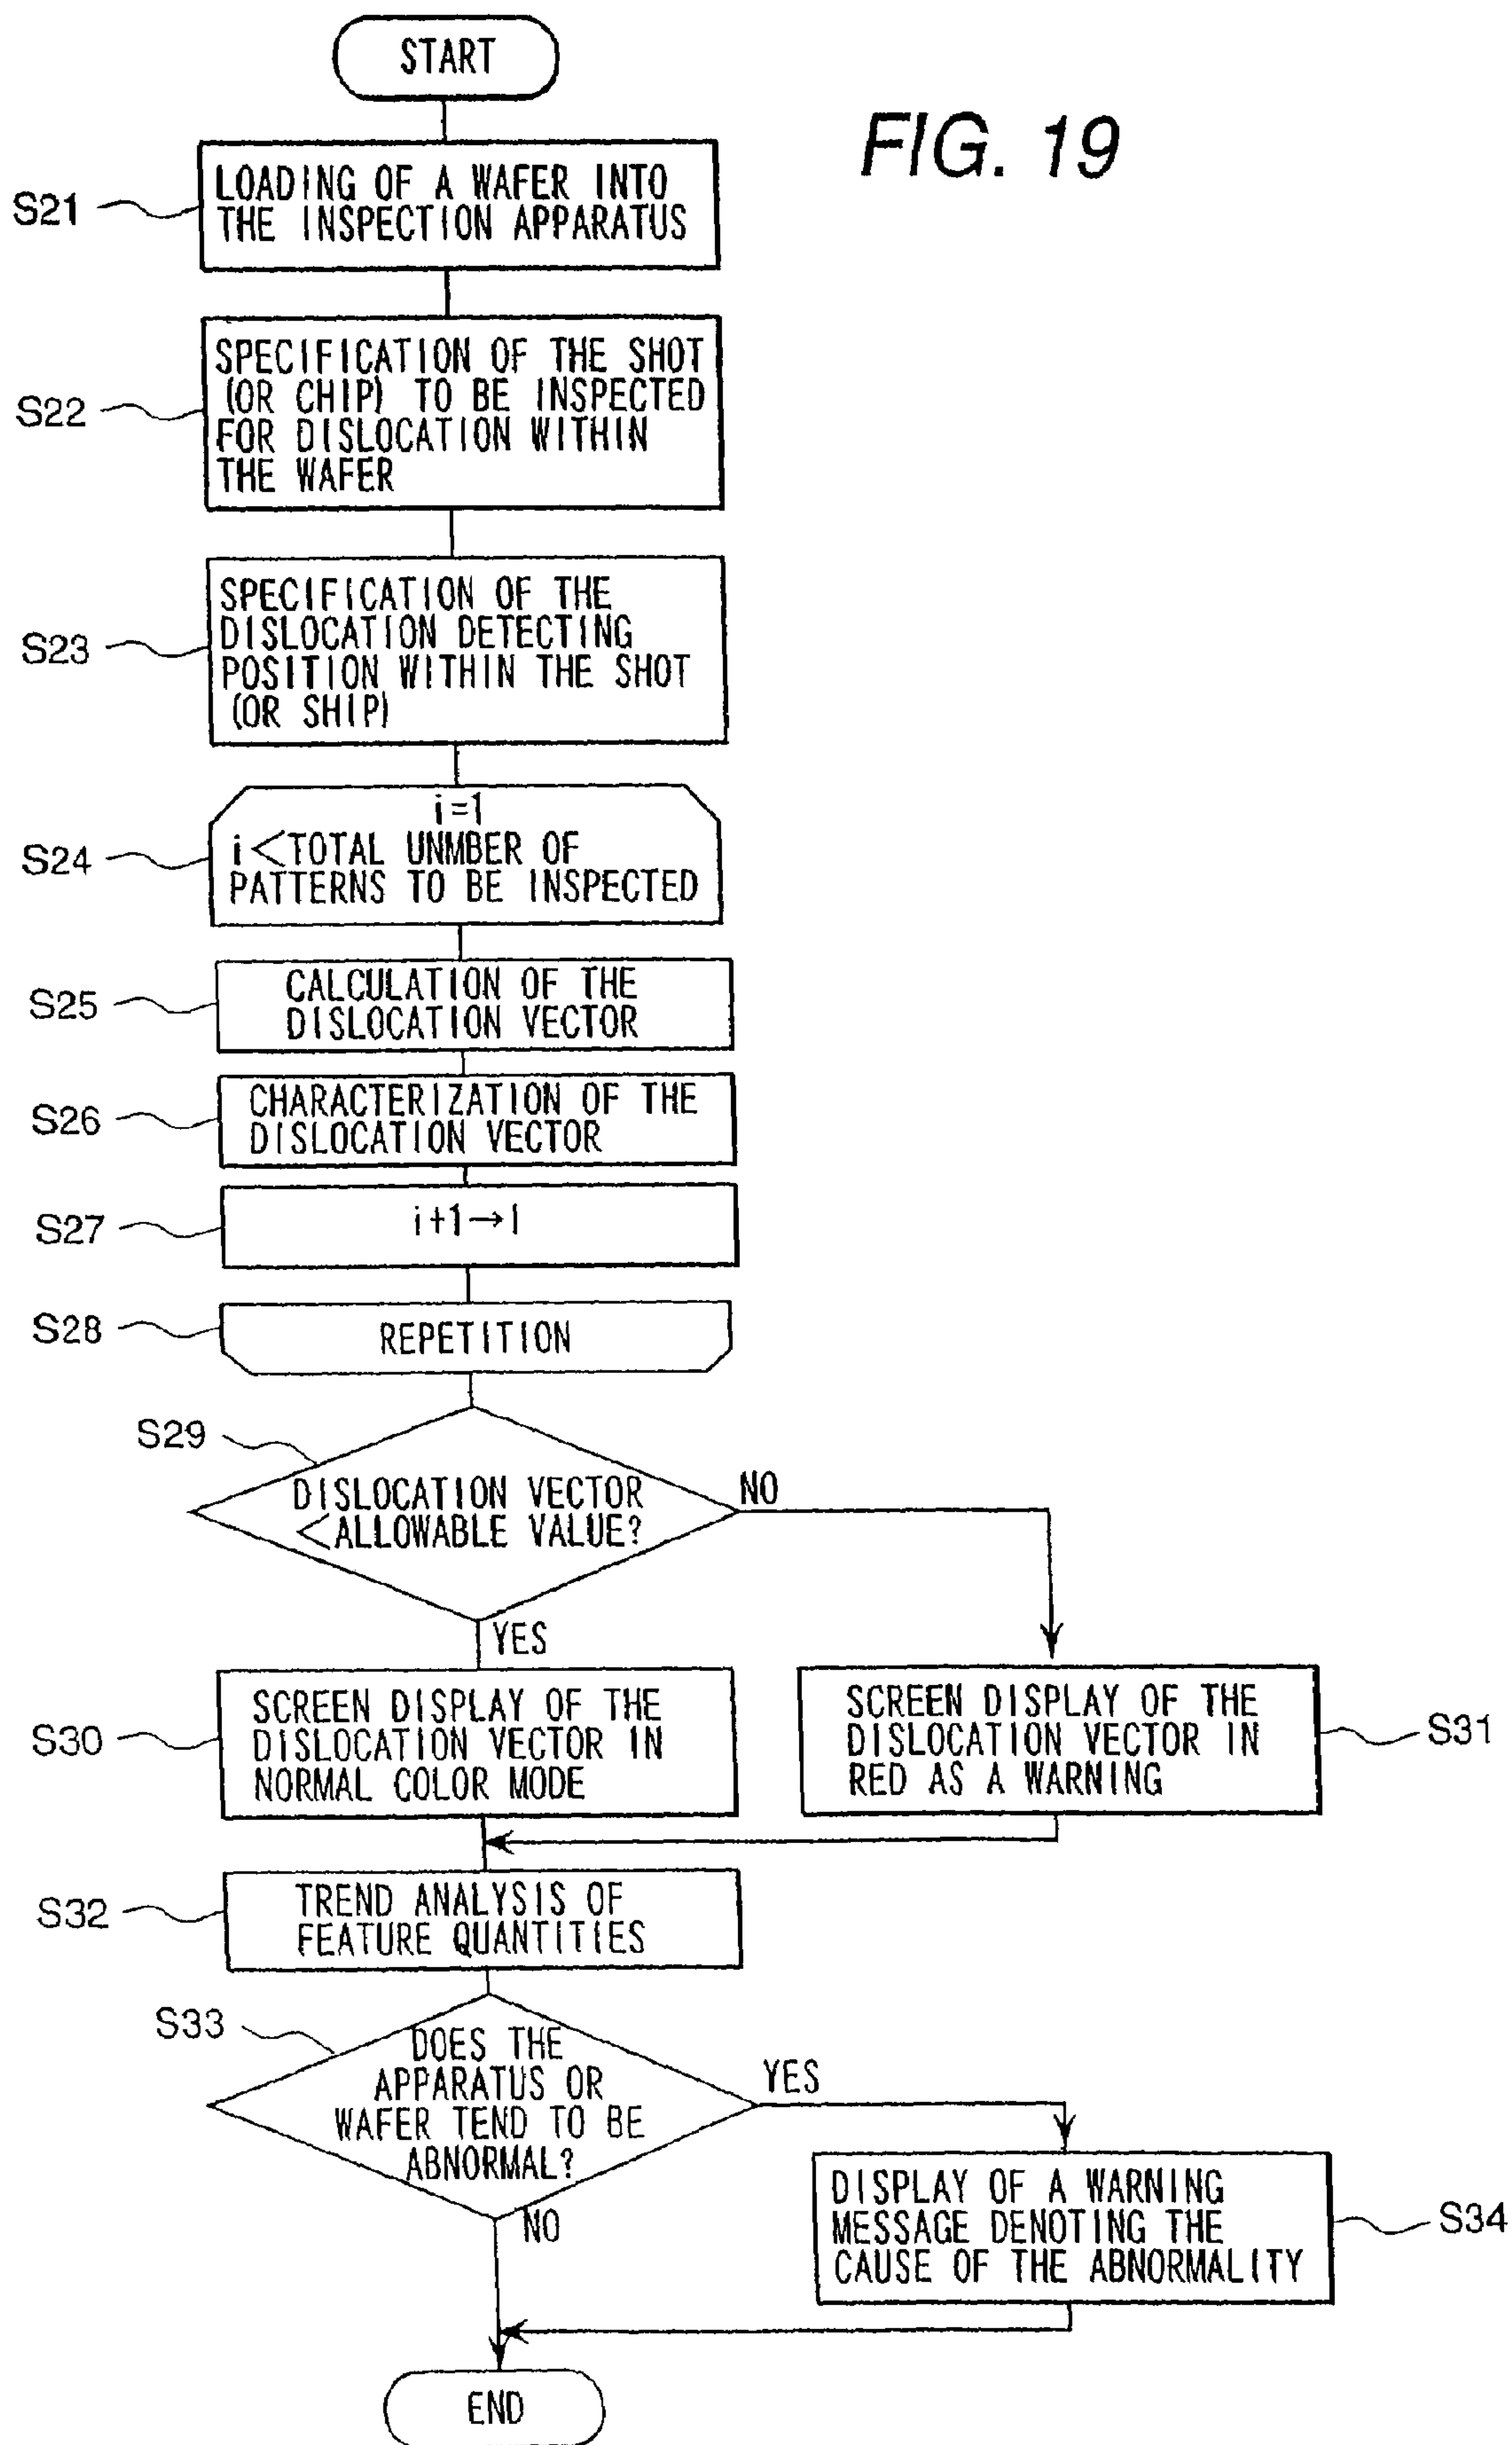 START
FIG. 19
S21
LOADING OF A WAFER INTO
THE INSPECTION APPARATUS
S22
SPECIFICATION OF THE SHOT
(OR CHIP) TO BE INSPECTED
FOR DISLOCATION WITHIN
THE WAFER
S23
SPECIFICATION OF THE
DISLOCATION DETECTING
POSITION WITHIN THE SHOT
(OR SHIP)
S24
i=1
i<TOTAL UNMBER OF
PATTERNS TO BE INSPECTED
S25
CALCULATION OF THE
DISLOCATION VECTOR
S26
CHARACTERIZATION OF THE
DISLOCATION VECTOR
S27
i+1→I
S28
REPETITION
S29
DISLOCATION VECTOR
<ALLOWABLE VALUE?
NO
YES
S30
SCREEN DISPLAY OF THE
DISLOCATION VECTOR IN
NORMAL COLOR MODE
SCREEN DISPLAY OF THE
DISLOCATION VECTOR IN
RED AS A WARNING
S31
S32
TREND ANALYSIS OF
FEATURE QUANTITIES
S33
DOES THE
APPARATUS OR
WAFER TEND TO BE
ABNORMAL?
YES
NO
DISPLAY OF A WARNING
MESSAGE DENOTING THE
CAUSE OF THE ABNORMALITY
S34
END